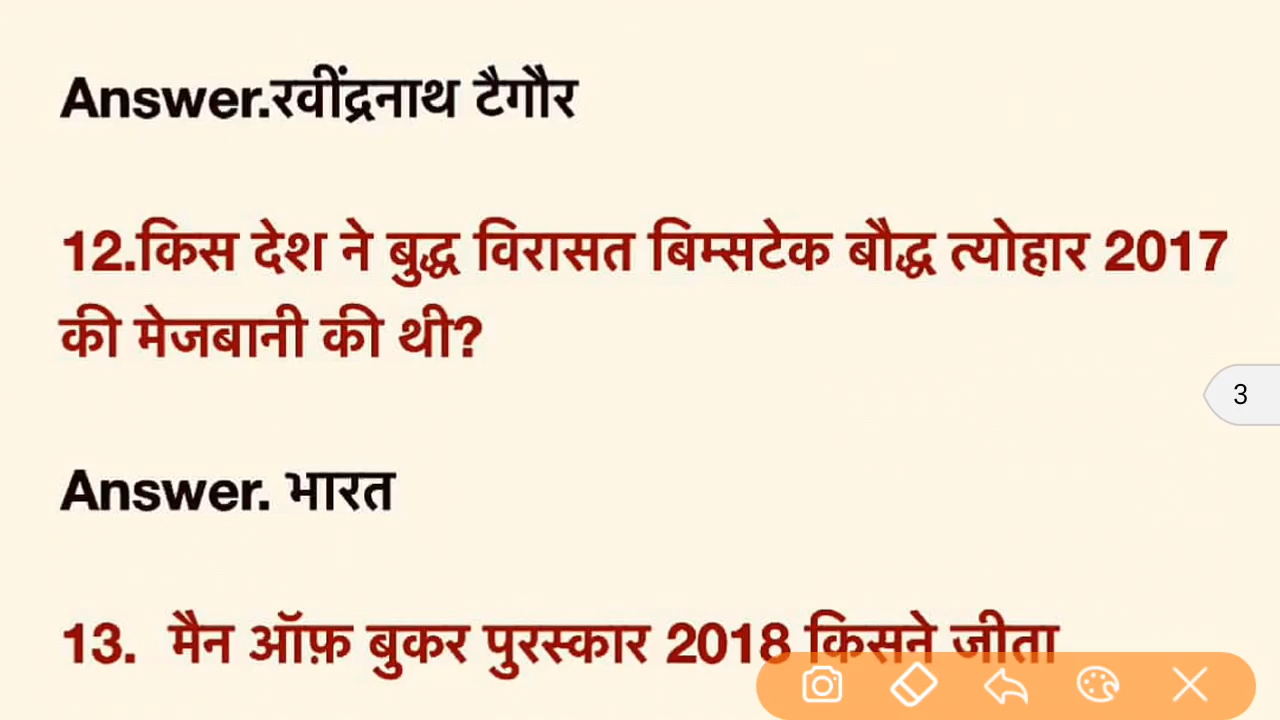 Answer.रवींद्रनाथ टैगौर
12.किस देश ने बुद्ध विरासत बिम्सटेक बौद्ध त्योहार 2017
की मेजबानी की थी?
3
Answer. भारत
13. मैन ऑफ़ बुकर पुरस्कार 2018 किसने जीता